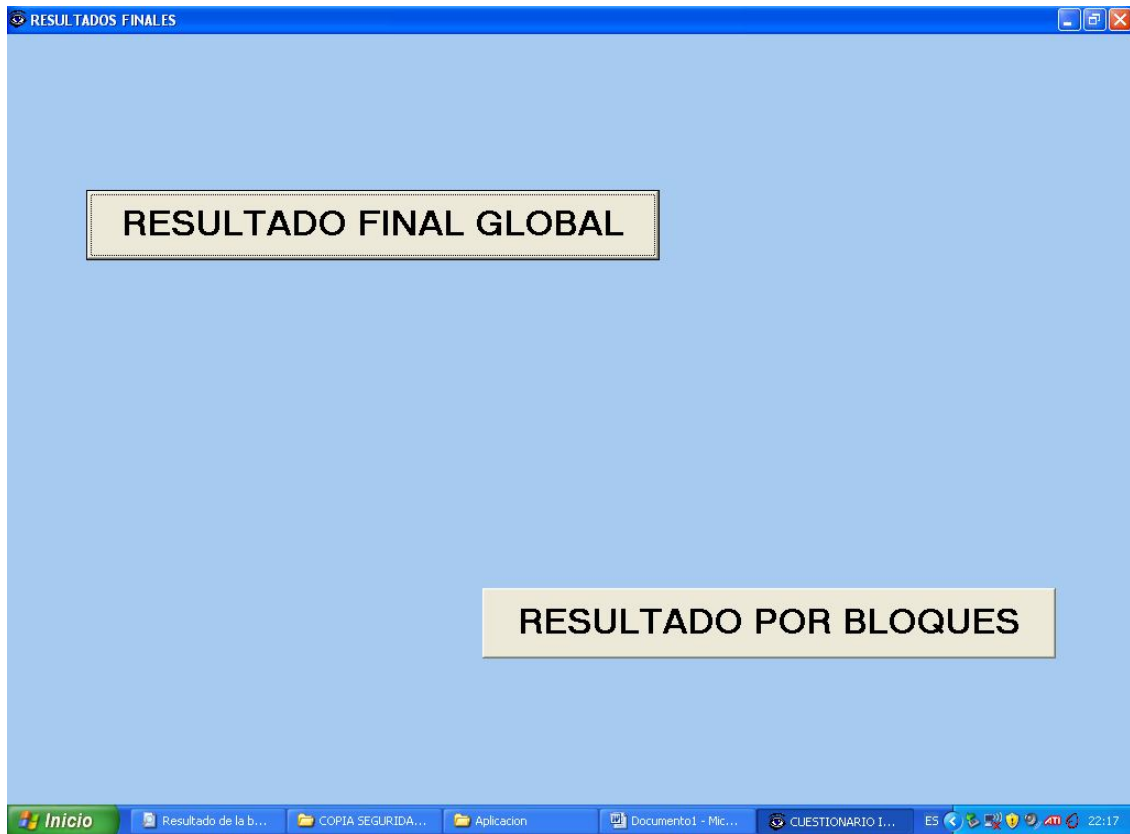 RESULTADOS FINALES
RESULTADO FINAL GLOBAL
RESULTADO POR BLOQUES
Inicio
Resultado de la b...
COPIA SEGURIDA...
Aplicacion
Documento1 - Mic...
CUESTIONARIO I...
ES
ATI
22:17